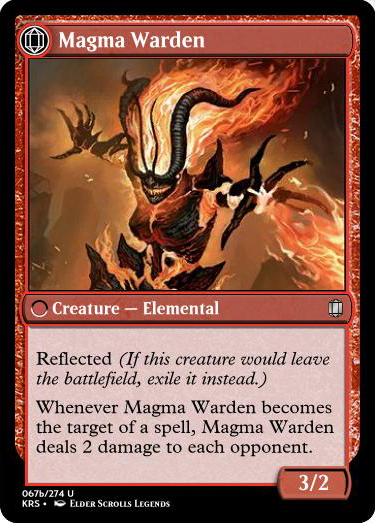 Magma Warden
Creature — Elemental
Reflected (If this creature would leave
the battlefield, exile it instead.)
Whenever Magma Warden becomes
the target of a spell, Magma Warden
deals 2 damage to each opponent.
3/2
067b/274 U
KRS • Elder Scrolls Legends